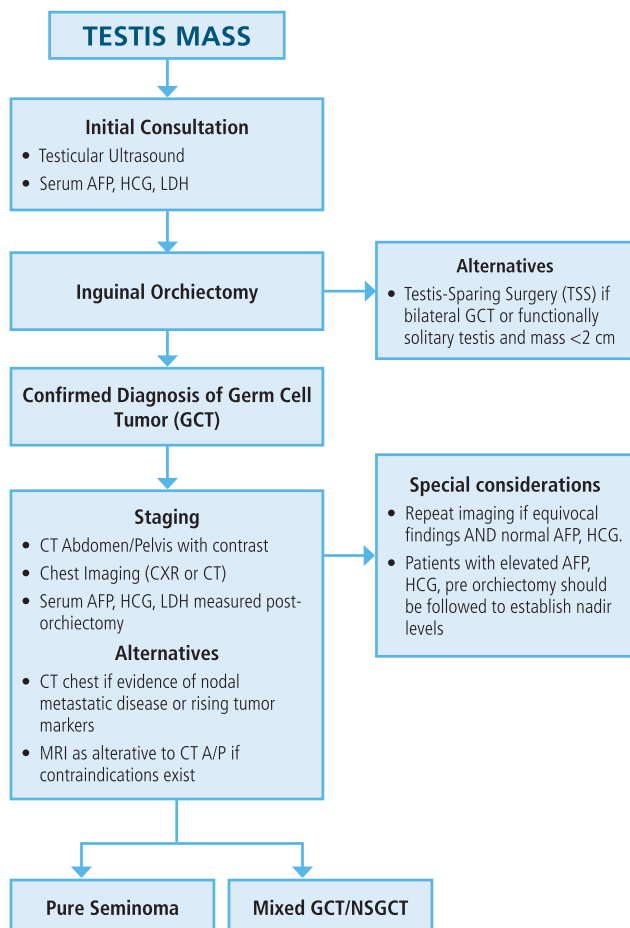 TESTIS MASS
Initial Consultation
• Testicular Ultrasound
• Serum AFP, HCG, LDH
Inguinal Orchiectomy
Alternatives
• Testis-Sparing Surgery (TSS) if
bilateral GCT or functionally
solitary testis and mass <2 cm
Confirmed Diagnosis of Germ Cell
Tumor (GCT)
Staging
• CT Abdomen/Pelvis with contrast
• Chest Imaging (CXR or CT)
• Serum AFP, HCG, LDH measured post-
orchiectomy
Alternatives
• CT chest if evidence of nodal
metastatic disease or rising tumor
markers
• MRI as alterative to CT A/P if
contraindications exist
Special considerations
• Repeat imaging if equivocal
findings AND normal AFP, HCG.
• Patients with elevated AFP,
HCG, pre orchiectomy should
be followed to establish nadir
levels
Pure Seminoma
Mixed GCT/NSGCT